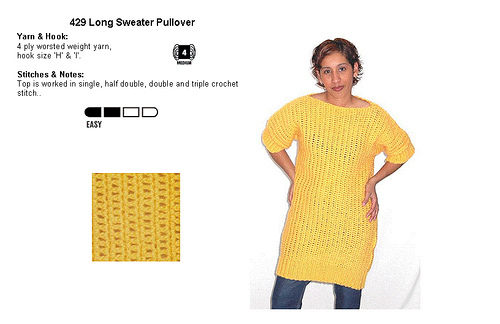 429 Long Sweater Pullover
Yarn & Hook:
4 ply worsted weight yarn,
hook size 'H' & 'I'.
4
MEDIUM
Stitches & Notes:
Top is worked in single, half double, double and triple crochet
stitch..
EASY